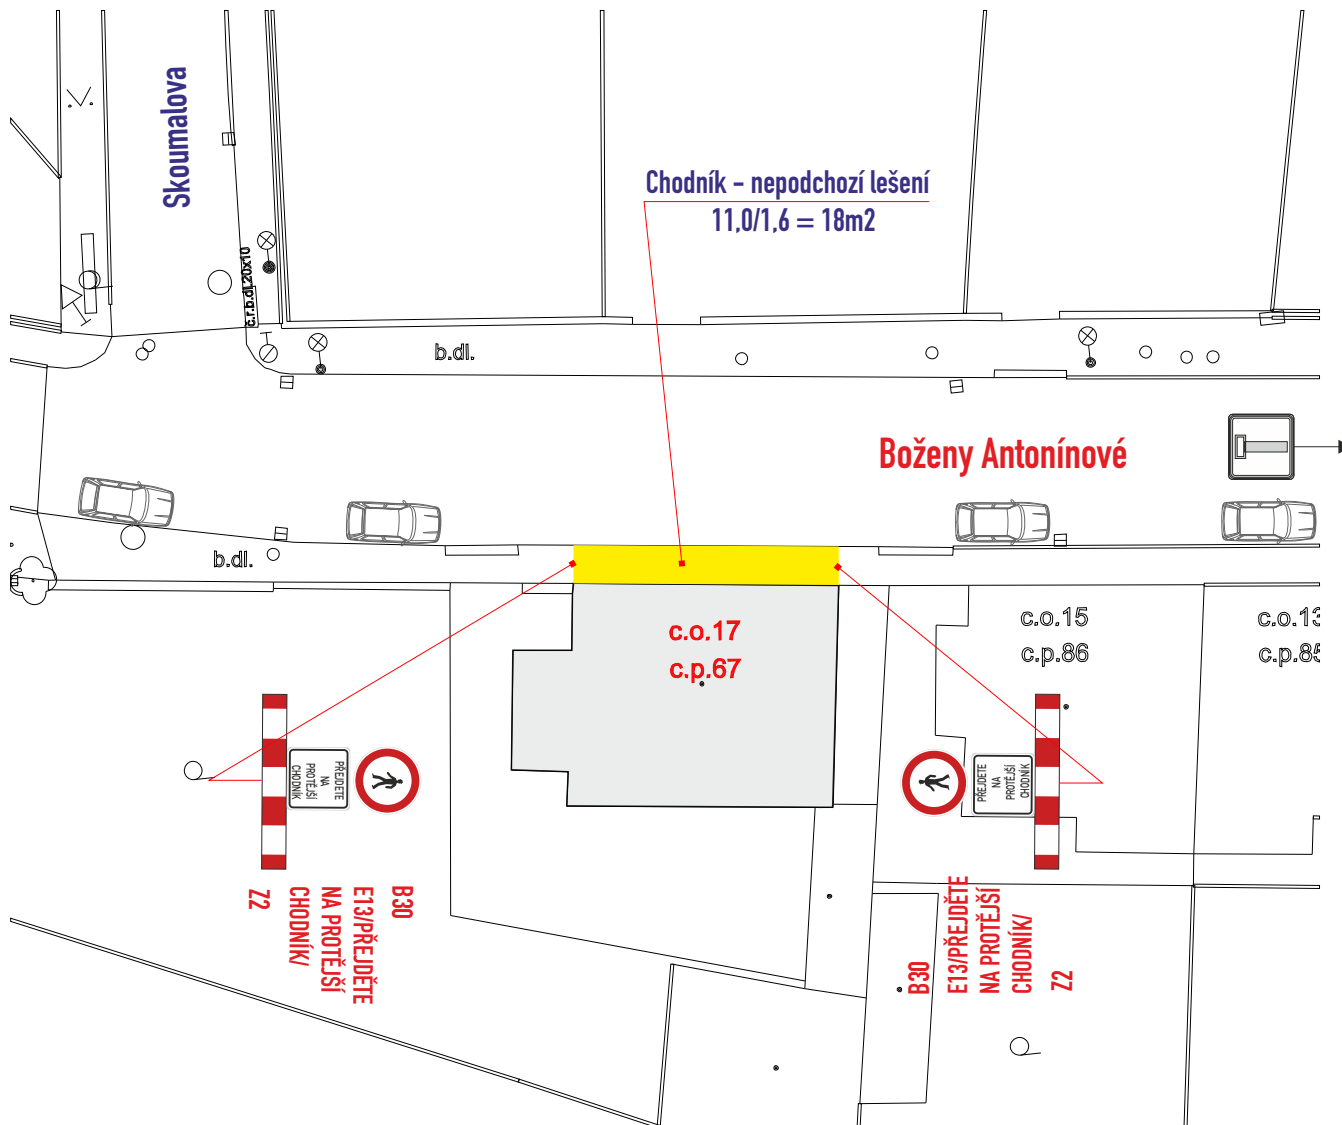 Skoumalova
Chodník - nepodchozí lešení
11,0/1,6 = 18m2
c.r.b.dl.20x10
b.dl.
Boženy Antonínové
b.dl.
c.o.17
c.p.67
c.o.15
c.p.86
c.o.13
c.p.85
PŘEJDETE
NA
PROTĚJŠÍ
CHODNÍK
PŘEJDETE
NA
PROTĚJŠÍ
CHODNÍK
B30
E13/PŘEJDĚTE
NA PROTĚJŠÍ
CHODNÍK/
Z2
B30
E13/PŘEJDĚTE
NA PROTĚJŠÍ
CHODNÍK/
Z2